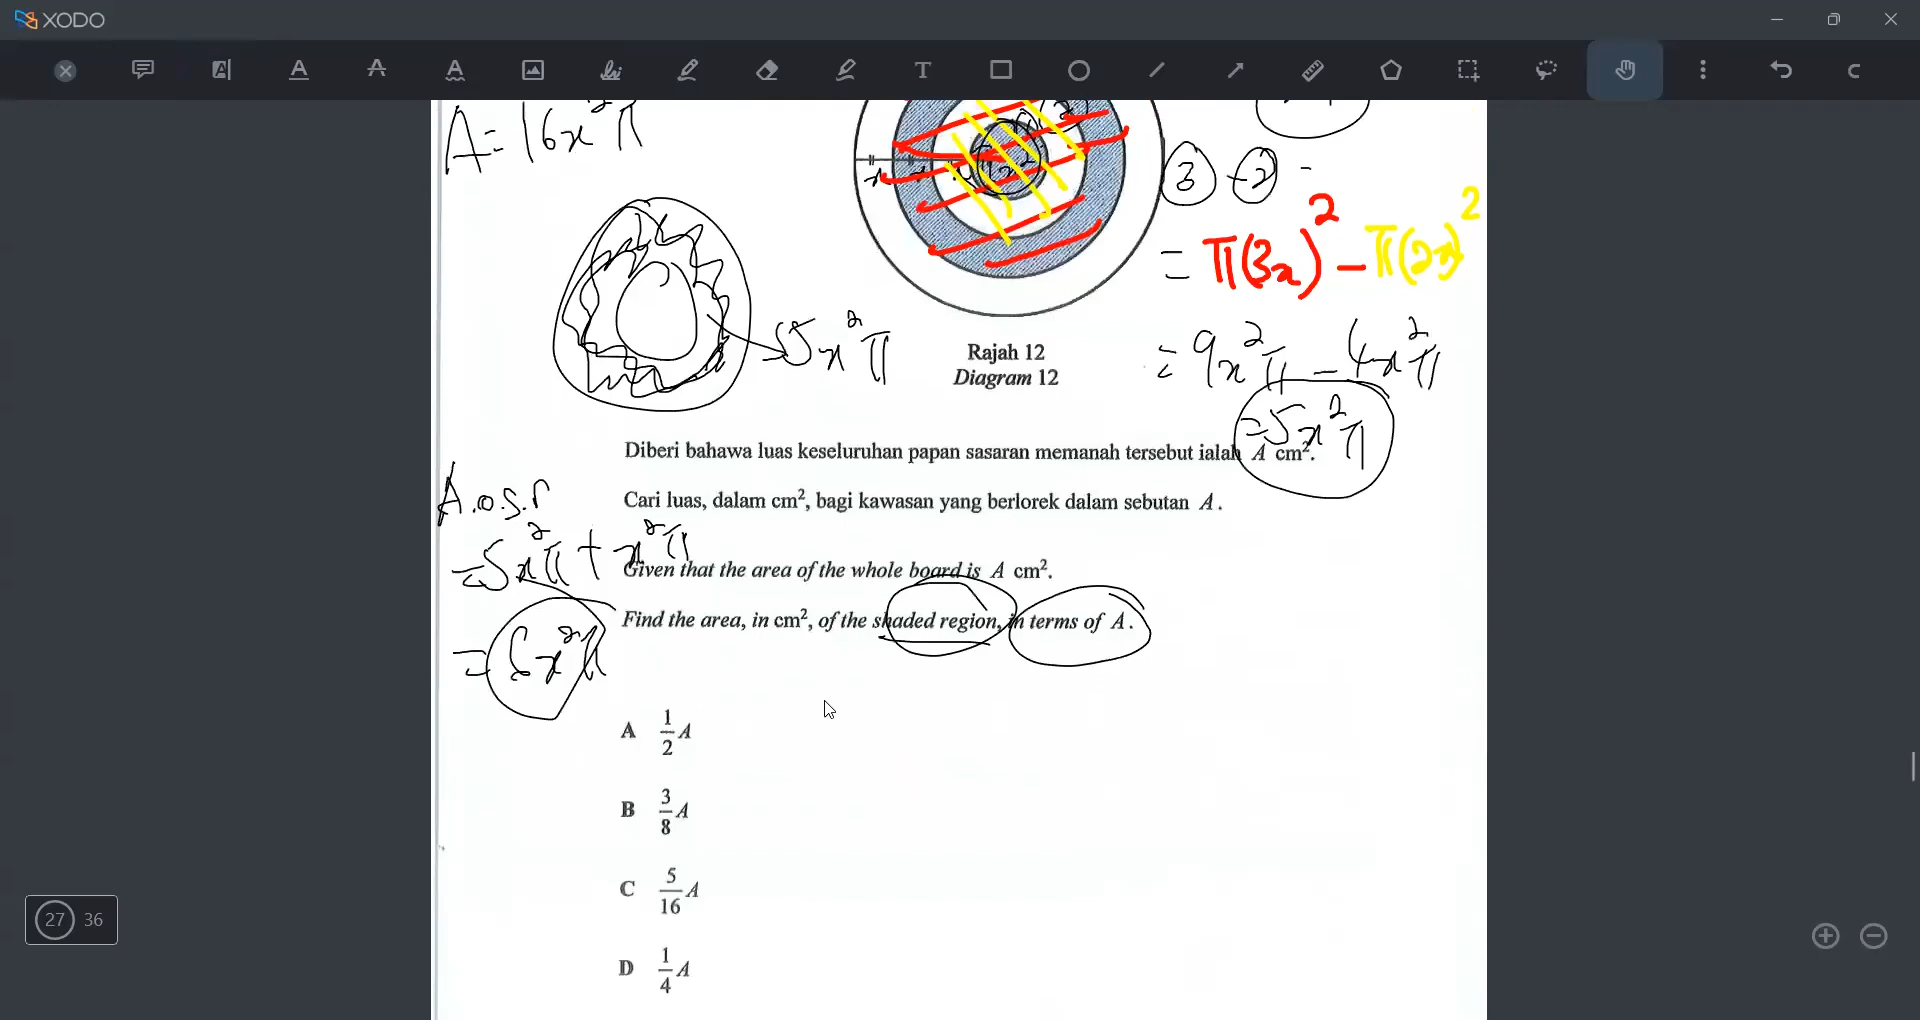 XODO
A = 16x²π
x
③ - ② =
= π(3x)² - π(2x)²
5x²π
Rajah 12
Diagram 12
= 9x²π - 4x²π
= 5x²π
Diberi bahawa luas keseluruhan papan sasaran memanah tersebut ialah A cm².
A.o.s.r
Cari luas, dalam cm², bagi kawasan yang berlorek dalam sebutan A.
= 5x²π + x²π
Given that the area of the whole board is A cm².
Find the area, in cm², of the shaded region, in terms of A.
= 6x²π
A 1/2 A
B 3/8 A
C 5/16 A
D 1/4 A
27 36